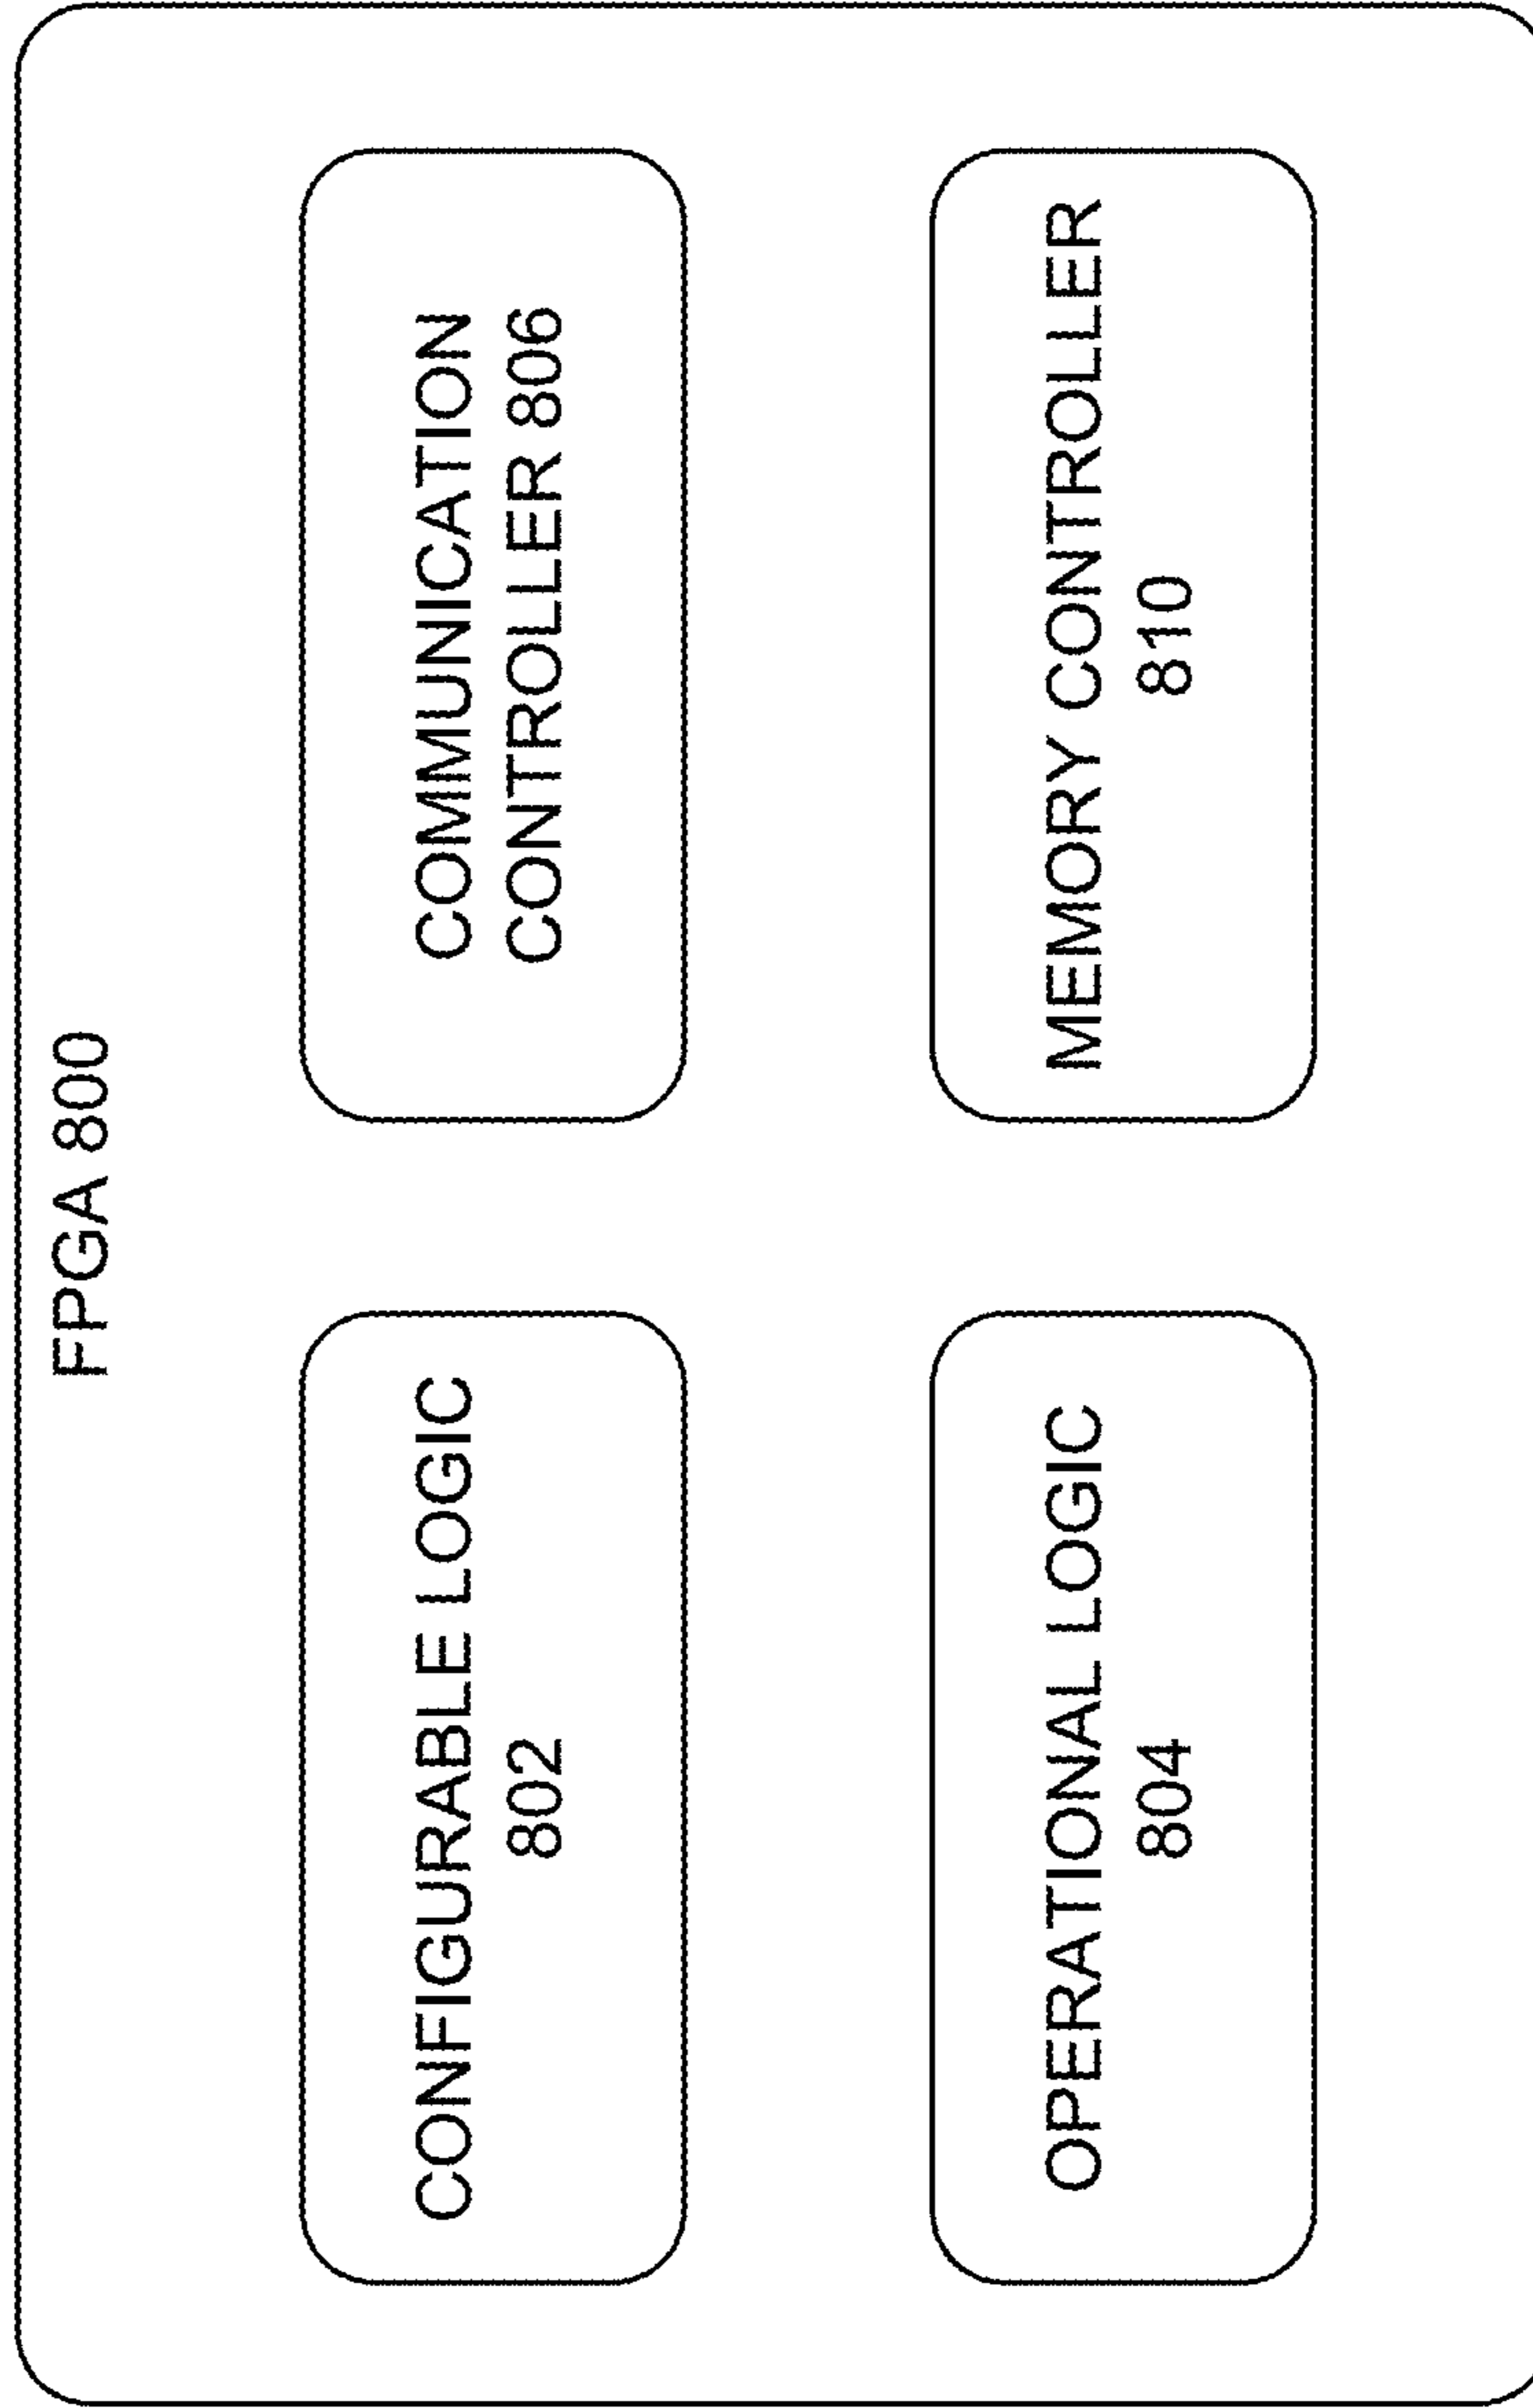 FPGA 800
CONFIGURABLE LOGIC
802
COMMUNICATION
CONTROLLER 806
OPERATIONAL LOGIC
804
MEMORY CONTROLLER
810